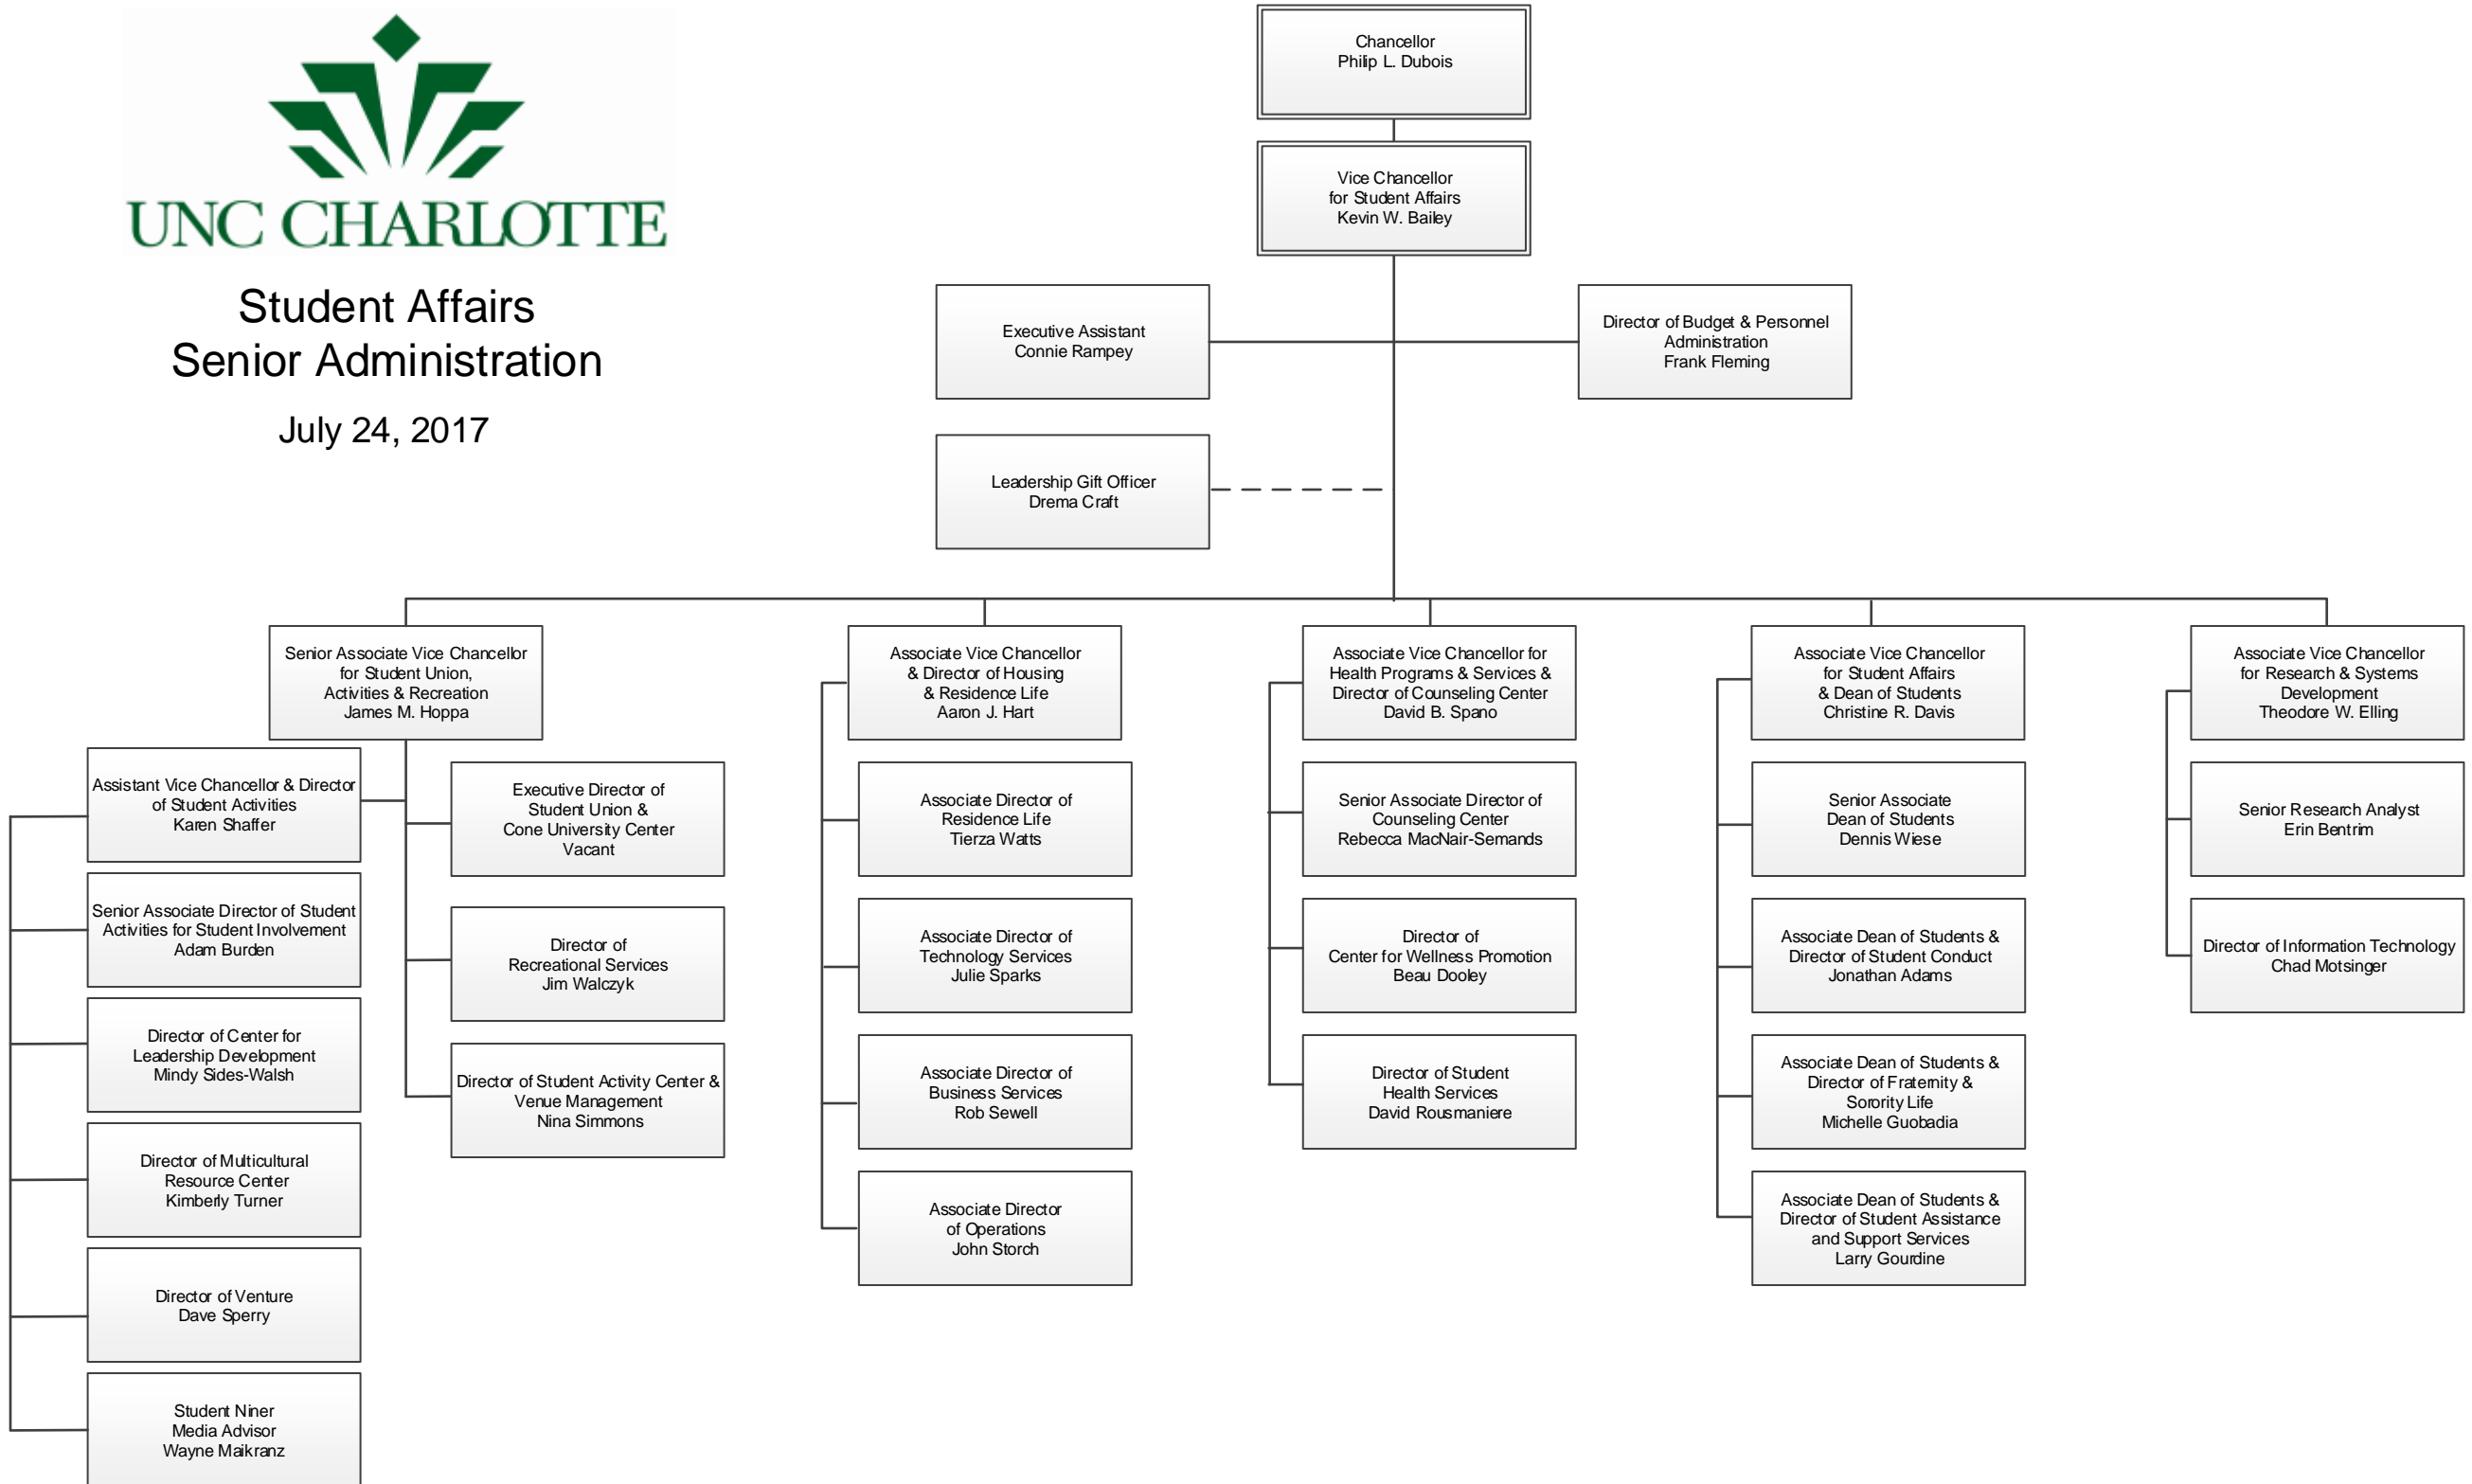 UNC CHARLOTTE
Student Affairs
Senior Administration
July 24, 2017
Chancellor
Philip L. Dubois
Vice Chancellor
for Student Affairs
Kevin W. Bailey
Executive Assistant
Connie Rampey
Director of Budget & Personnel
Administration
Frank Fleming
Leadership Gift Officer
Drema Craft
Senior Associate Vice Chancellor
for Student Union,
Activities & Recreation
James M. Hoppa
Assistant Vice Chancellor & Director
of Student Activities
Karen Shaffer
Senior Associate Director of Student
Activities for Student Involvement
Adam Burden
Director of Center for
Leadership Development
Mindy Sides-Walsh
Director of Multicultural
Resource Center
Kimberly Turner
Director of Venture
Dave Sperry
Student Niner
Media Advisor
Wayne Maikranz
Executive Director of
Student Union &
Cone University Center
Vacant
Director of
Recreational Services
Jim Walczyk
Director of Student Activity Center &
Venue Management
Nina Simmons
Associate Vice Chancellor
& Director of Housing
& Residence Life
Aaron J. Hart
Associate Director of
Residence Life
Tierza Watts
Associate Director of
Technology Services
Julie Sparks
Associate Director of
Business Services
Rob Sewell
Associate Director
of Operations
John Storch
Associate Vice Chancellor for
Health Programs & Services &
Director of Counseling Center
David B. Spano
Senior Associate Director of
Counseling Center
Rebecca MacNair-Semands
Director of
Center for Wellness Promotion
Beau Dooley
Director of Student
Health Services
David Rousmaniere
Associate Vice Chancellor
for Student Affairs
& Dean of Students
Christine R. Davis
Senior Associate
Dean of Students
Dennis Wiese
Associate Dean of Students &
Director of Student Conduct
Jonathan Adams
Associate Dean of Students &
Director of Fraternity &
Sorority Life
Michelle Guobadia
Associate Dean of Students &
Director of Student Assistance
and Support Services
Larry Gourdine
Associate Vice Chancellor
for Research & Systems
Development
Theodore W. Elling
Senior Research Analyst
Erin Bentrim
Director of Information Technology
Chad Motsinger